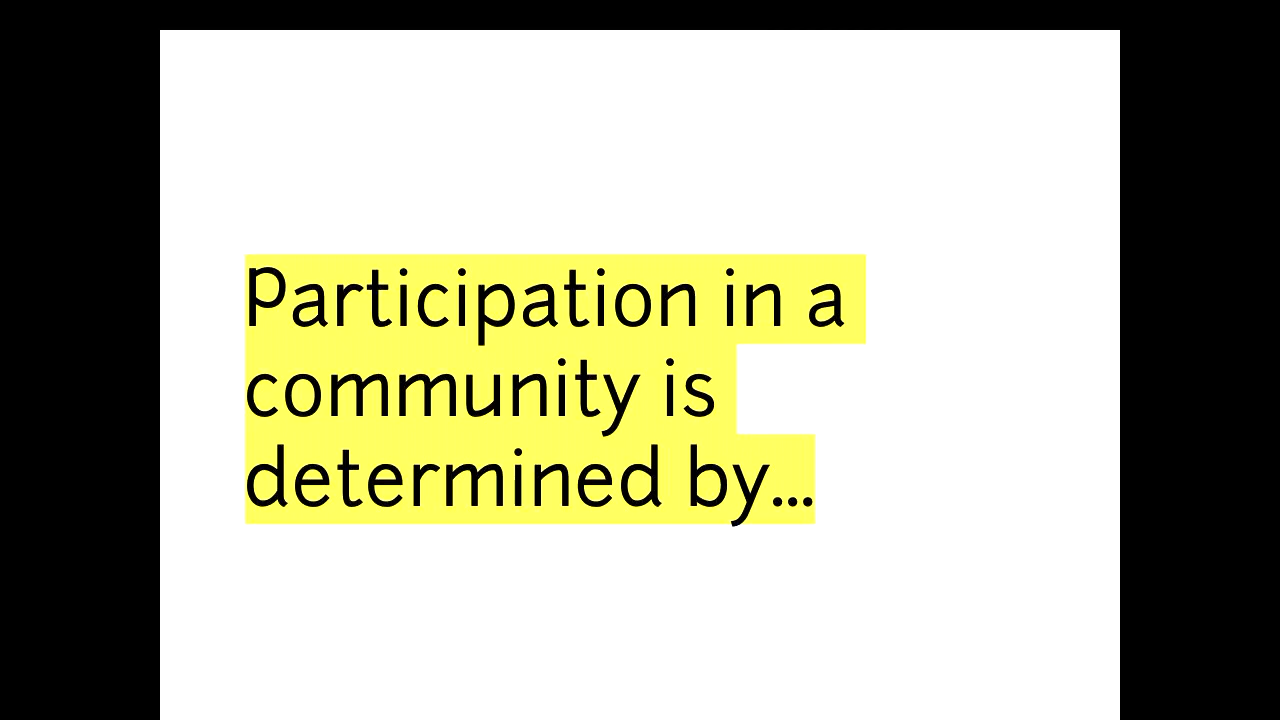 Participation in a
community is
determined by...